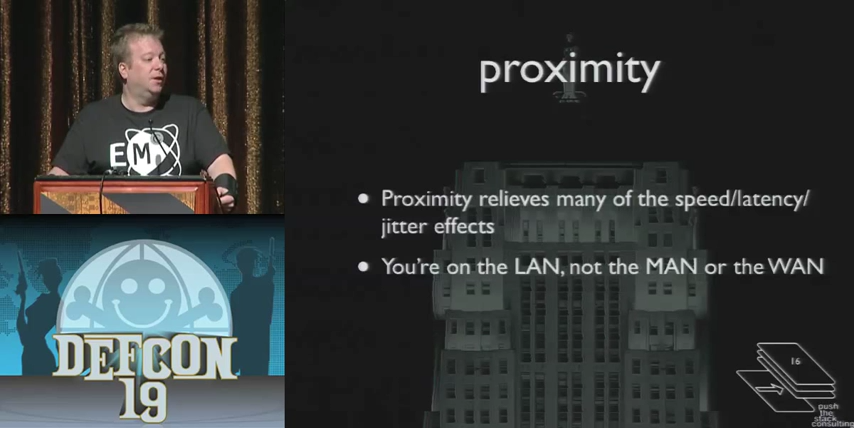 proximity
Proximity relieves many of the speed/latency/
jitter effects
You're on the LAN, not the MAN or the WAN
16
push
the
stack
consulting
EM
DEFCON
19